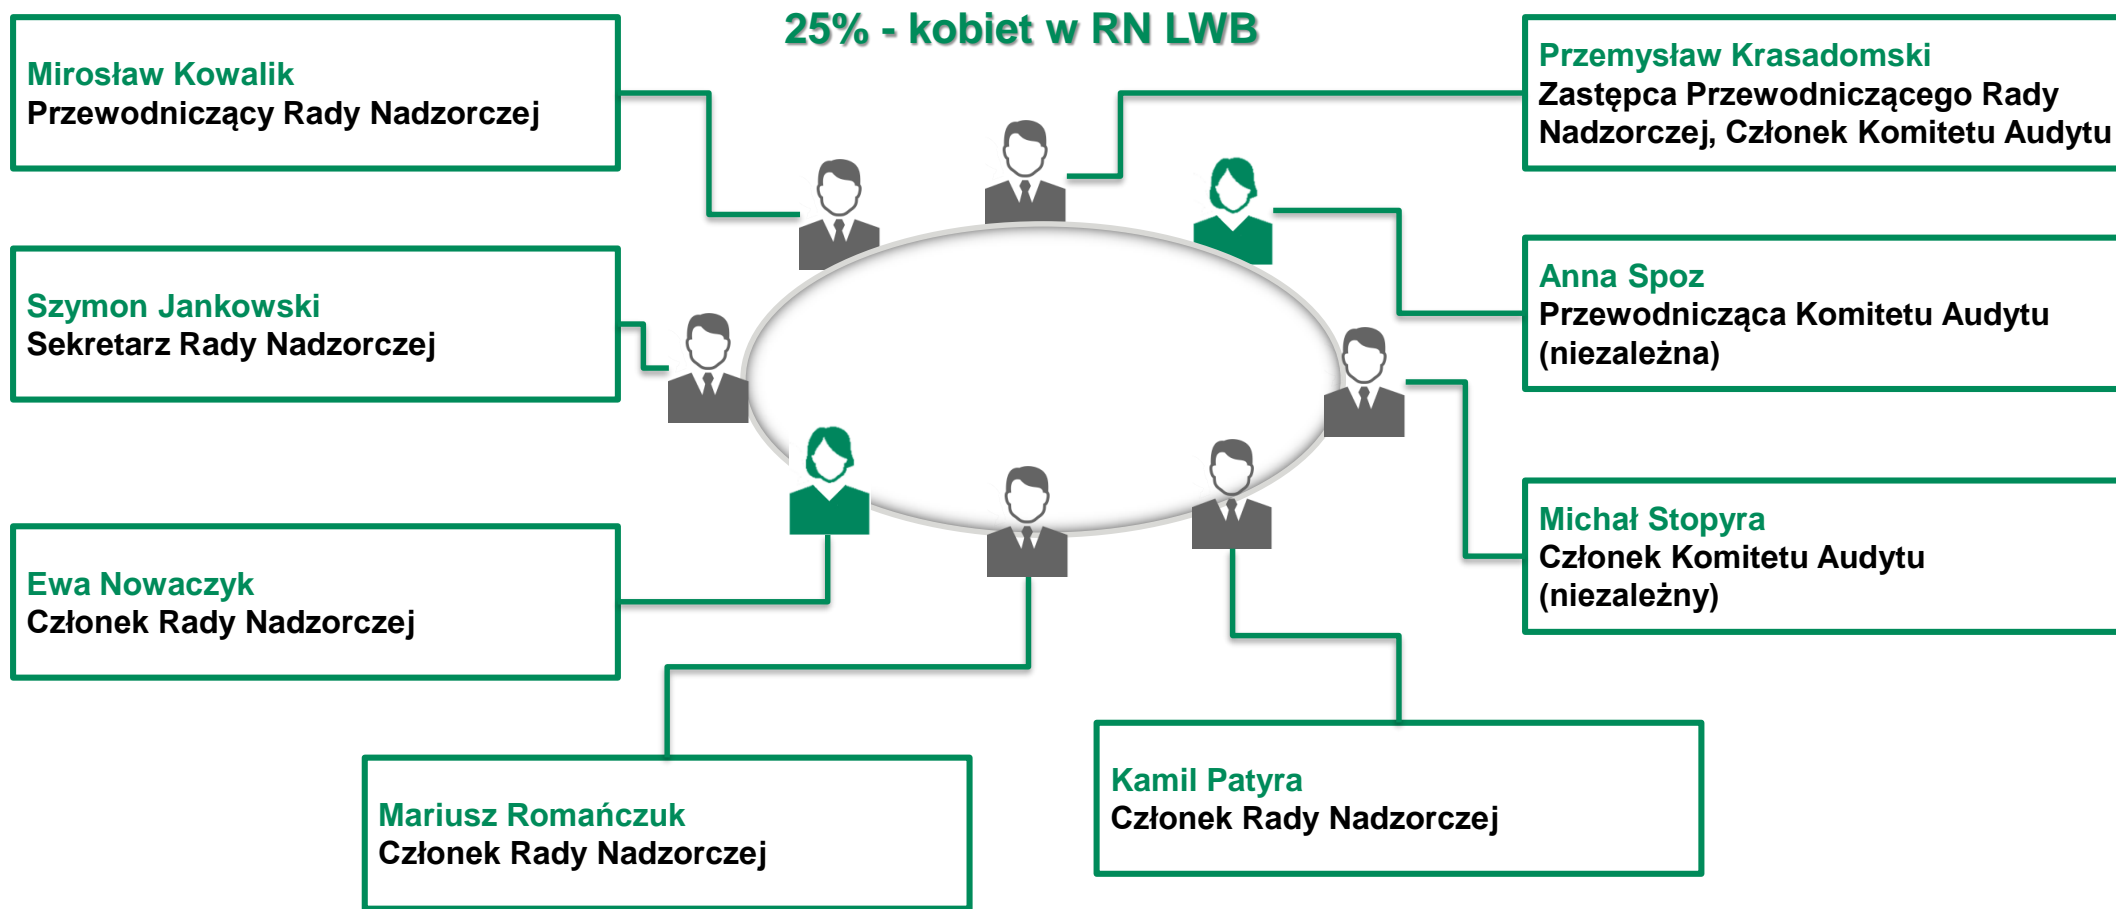 25% - kobiet w RN LWB
Mirosław Kowalik
Przewodniczący Rady Nadzorczej
Przemysław Krasadomski
Zastępca Przewodniczącego Rady
Nadzorczej, Członek Komitetu Audytu
Szymon Jankowski
Sekretarz Rady Nadzorczej
Anna Spoz
Przewodnicząca Komitetu Audytu
(niezależna)
Ewa Nowaczyk
Członek Rady Nadzorczej
Michał Stopyra
Członek Komitetu Audytu
(niezależny)
Mariusz Romańczuk
Członek Rady Nadzorczej
Kamil Patyra
Członek Rady Nadzorczej